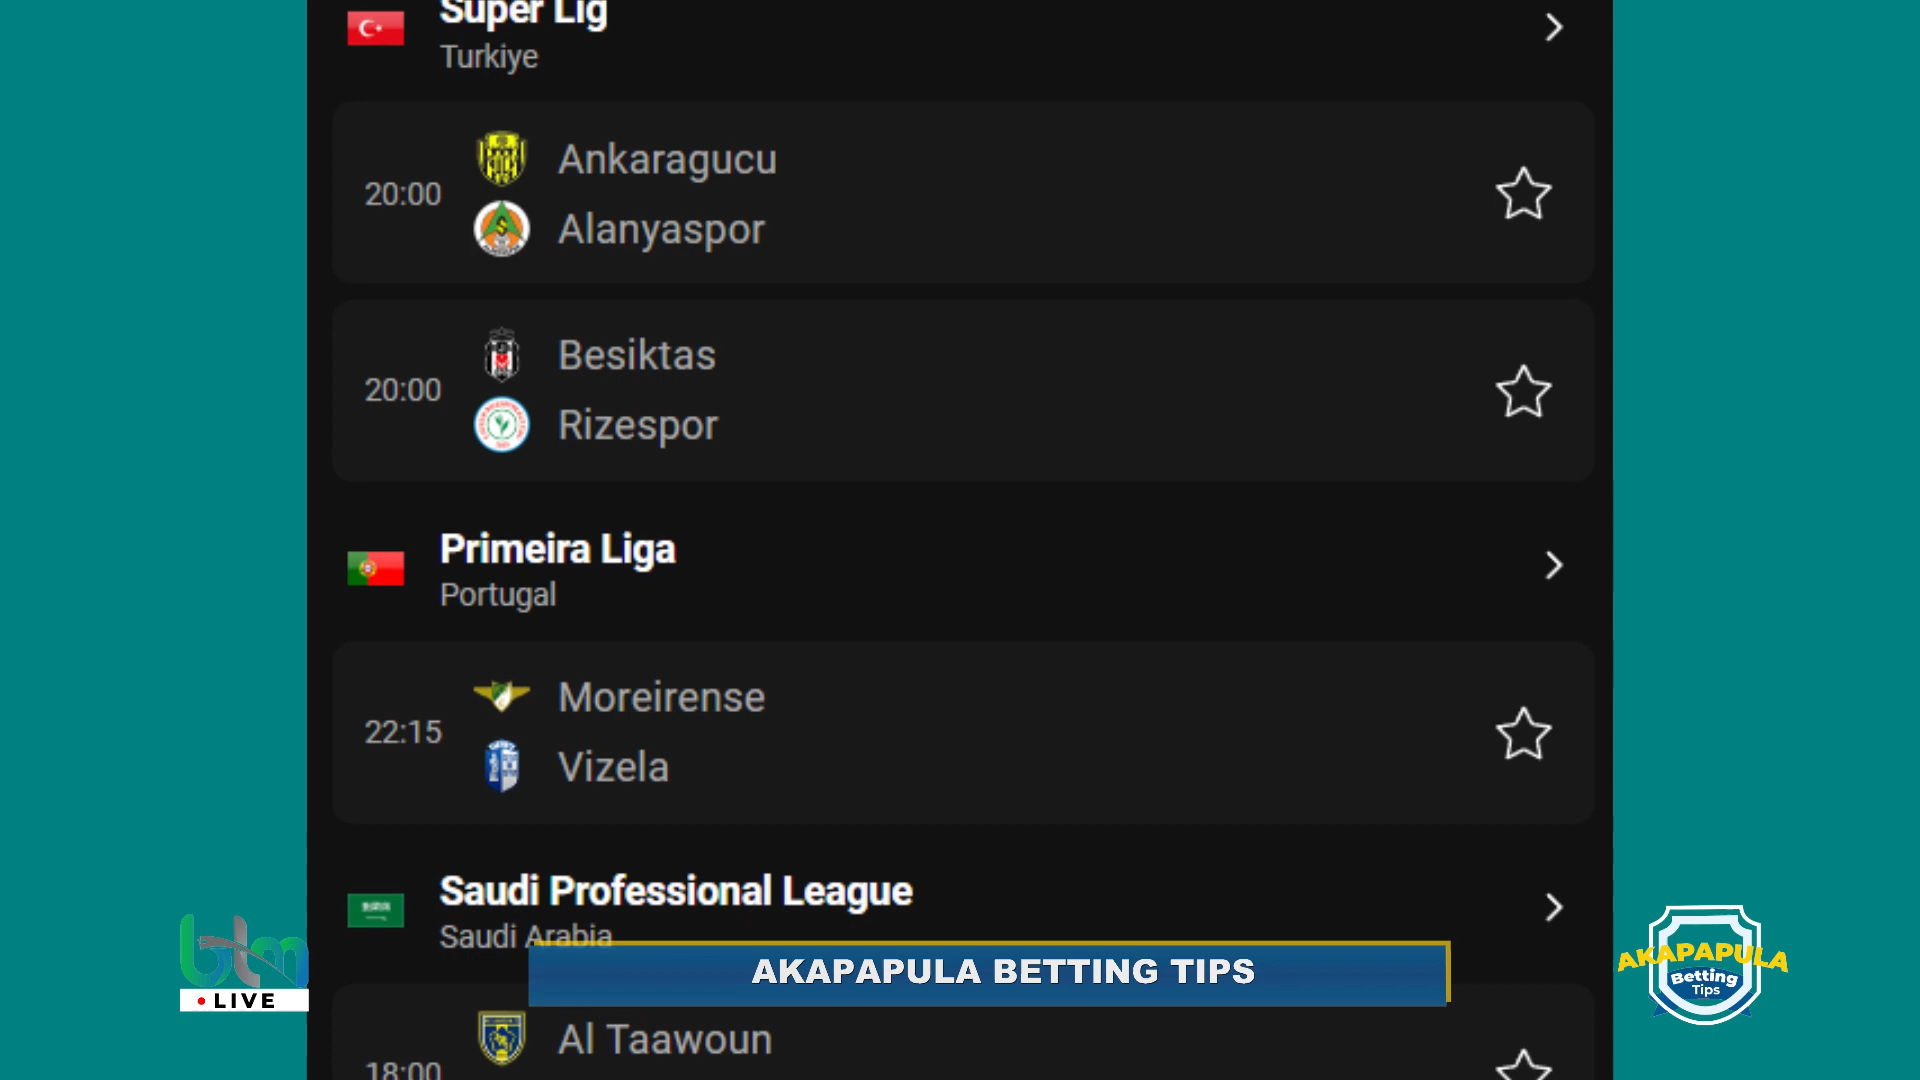 Super Lig
Turkiye
Ankaragucu
20:00
Alanyaspor
Besiktas
20:00
Rizespor
Primeira Liga
Portugal
Moreirense
22:15
Vizela
Saudi Professional League
Saudi Arabia
AKAPAPULA BETTING TIPS
Al Taawoun
18:00
btm
LIVE
AKAPAPULA
Betting
Tips